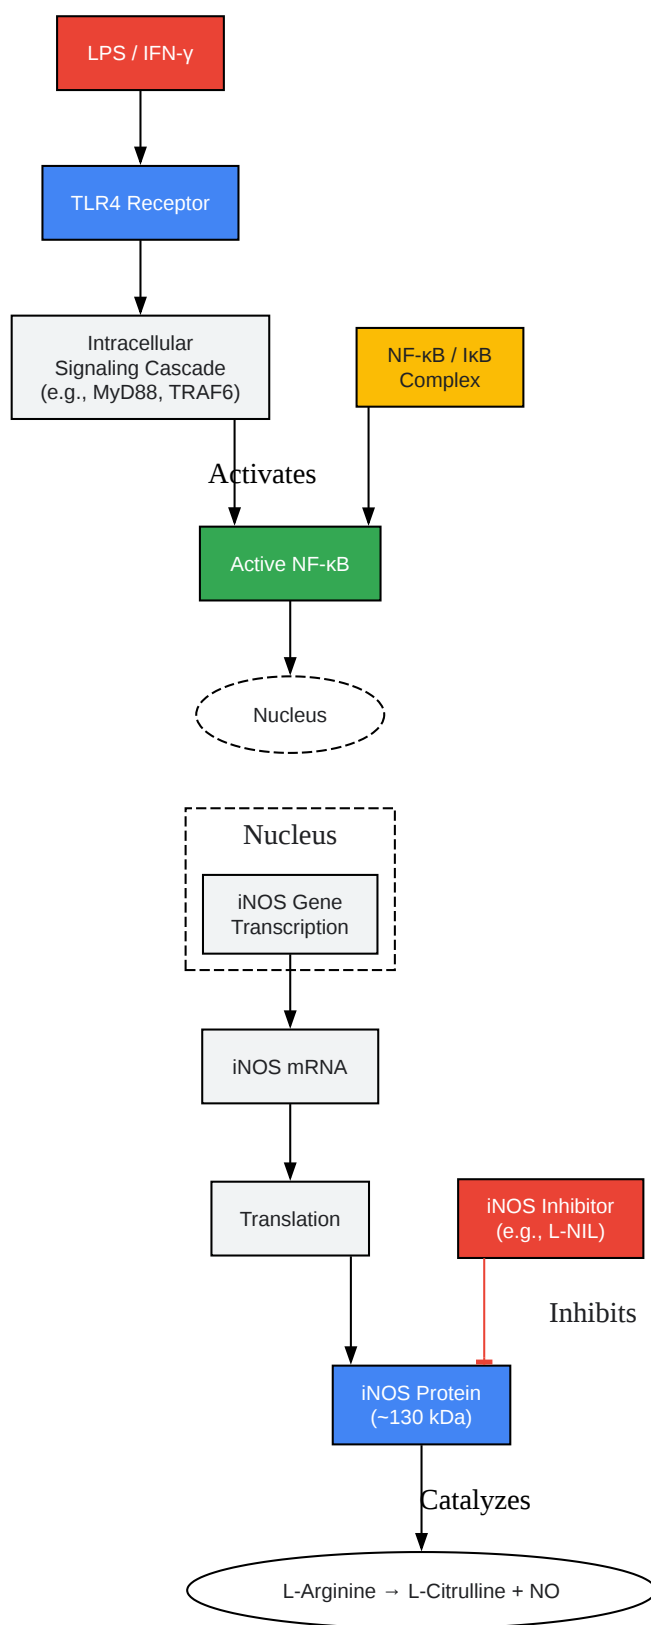 LPS / IFN-γ
TLR4 Receptor
Intracellular
Signaling Cascade
(e.g., MyD88, TRAF6)
NF-κB / IκB
Complex
Activates
Active NF-κB
Nucleus
Nucleus
iNOS Gene
Transcription
iNOS mRNA
Translation
iNOS Inhibitor
(e.g., L-NIL)
Inhibits
iNOS Protein
(~130 kDa)
Catalyzes
L-Arginine → L-Citrulline + NO